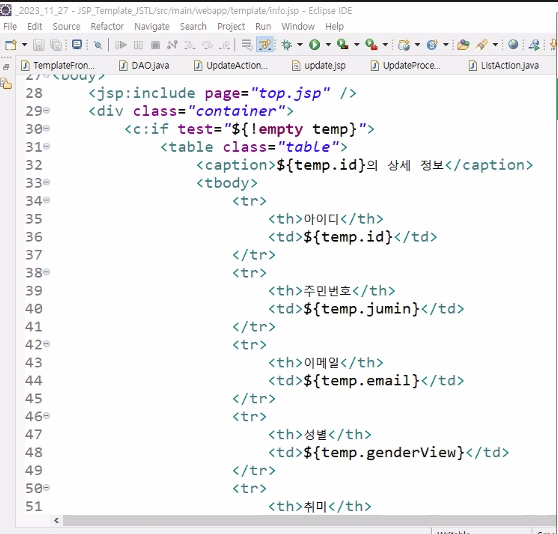 2023_11_27 - JSP_Template_JSTL/src/main/webapp/template/info.jsp - Eclipse IDE
File Edit Source Refactor Navigate Search Project Run Window Help
TemplateFron... DAO.java UpdateAction... update.jsp UpdateProce... ListAction.java
27 <body>
28 <jsp:include page="top.jsp" />
29 <div class="container">
30 <c:if test="${!empty temp}">
31 <table class="table">
32 <caption>${temp.id}의 상세 정보</caption>
33 <tbody>
34 <tr>
35 <th>아이디</th>
36 <td>${temp.id}</td>
37 </tr>
38 <tr>
39 <th>주민번호</th>
40 <td>${temp.jumin}</td>
41 </tr>
42 <tr>
43 <th>이메일</th>
44 <td>${temp.email}</td>
45 </tr>
46 <tr>
47 <th>성별</th>
48 <td>${temp.genderView}</td>
49 </tr>
50 <tr>
51 <th>취미</th>